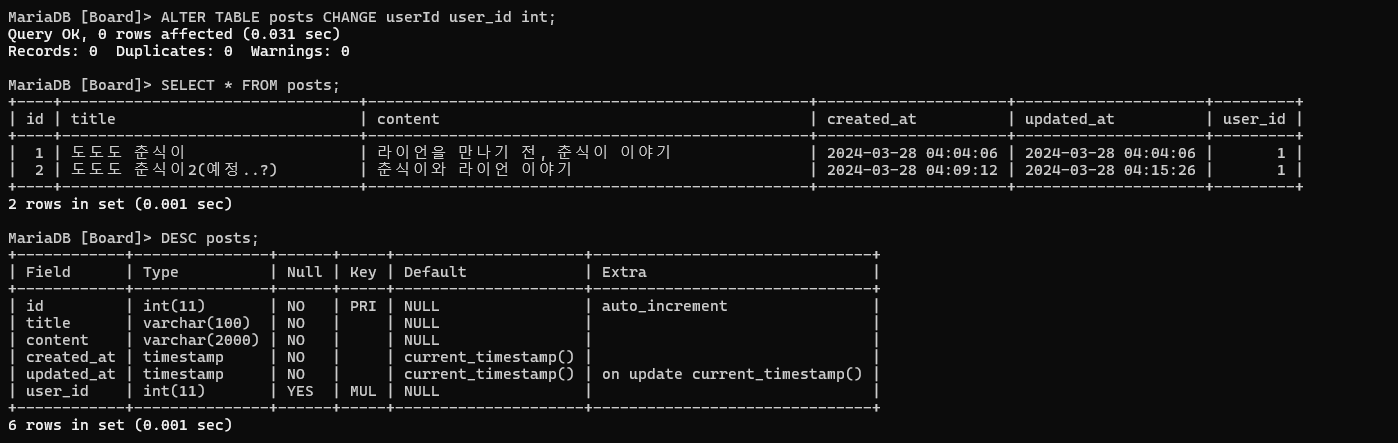 MariaDB [Board]> ALTER TABLE posts CHANGE userId user_id int;
Query OK, 0 rows affected (0.031 sec)
Records: 0  Duplicates: 0  Warnings: 0

MariaDB [Board]> SELECT * FROM posts;
+----+---------------------------------+-------------------------------------------------+---------------------+---------------------+---------+
| id | title                           | content                                         | created_at          | updated_at          | user_id |
+----+---------------------------------+-------------------------------------------------+---------------------+---------------------+---------+
|  1 | 도도도 춘식이                   | 라이언을 만나기 전, 춘식이 이야기               | 2024-03-28 04:04:06 | 2024-03-28 04:04:06 |       1 |
|  2 | 도도도 춘식이2(예정..?)         | 춘식이와 라이언 이야기                          | 2024-03-28 04:09:12 | 2024-03-28 04:15:26 |       1 |
+----+---------------------------------+-------------------------------------------------+---------------------+---------------------+---------+
2 rows in set (0.001 sec)

MariaDB [Board]> DESC posts;
+------------+---------------+------+-----+---------------------+-------------------------------+
| Field      | Type          | Null | Key | Default             | Extra                         |
+------------+---------------+------+-----+---------------------+-------------------------------+
| id         | int(11)       | NO   | PRI | NULL                | auto_increment                |
| title      | varchar(100)  | NO   |     | NULL                |                               |
| content    | varchar(2000) | NO   |     | NULL                |                               |
| created_at | timestamp     | NO   |     | current_timestamp() |                               |
| updated_at | timestamp     | NO   |     | current_timestamp() | on update current_timestamp() |
| user_id    | int(11)       | YES  | MUL | NULL                |                               |
+------------+---------------+------+-----+---------------------+-------------------------------+
6 rows in set (0.001 sec)